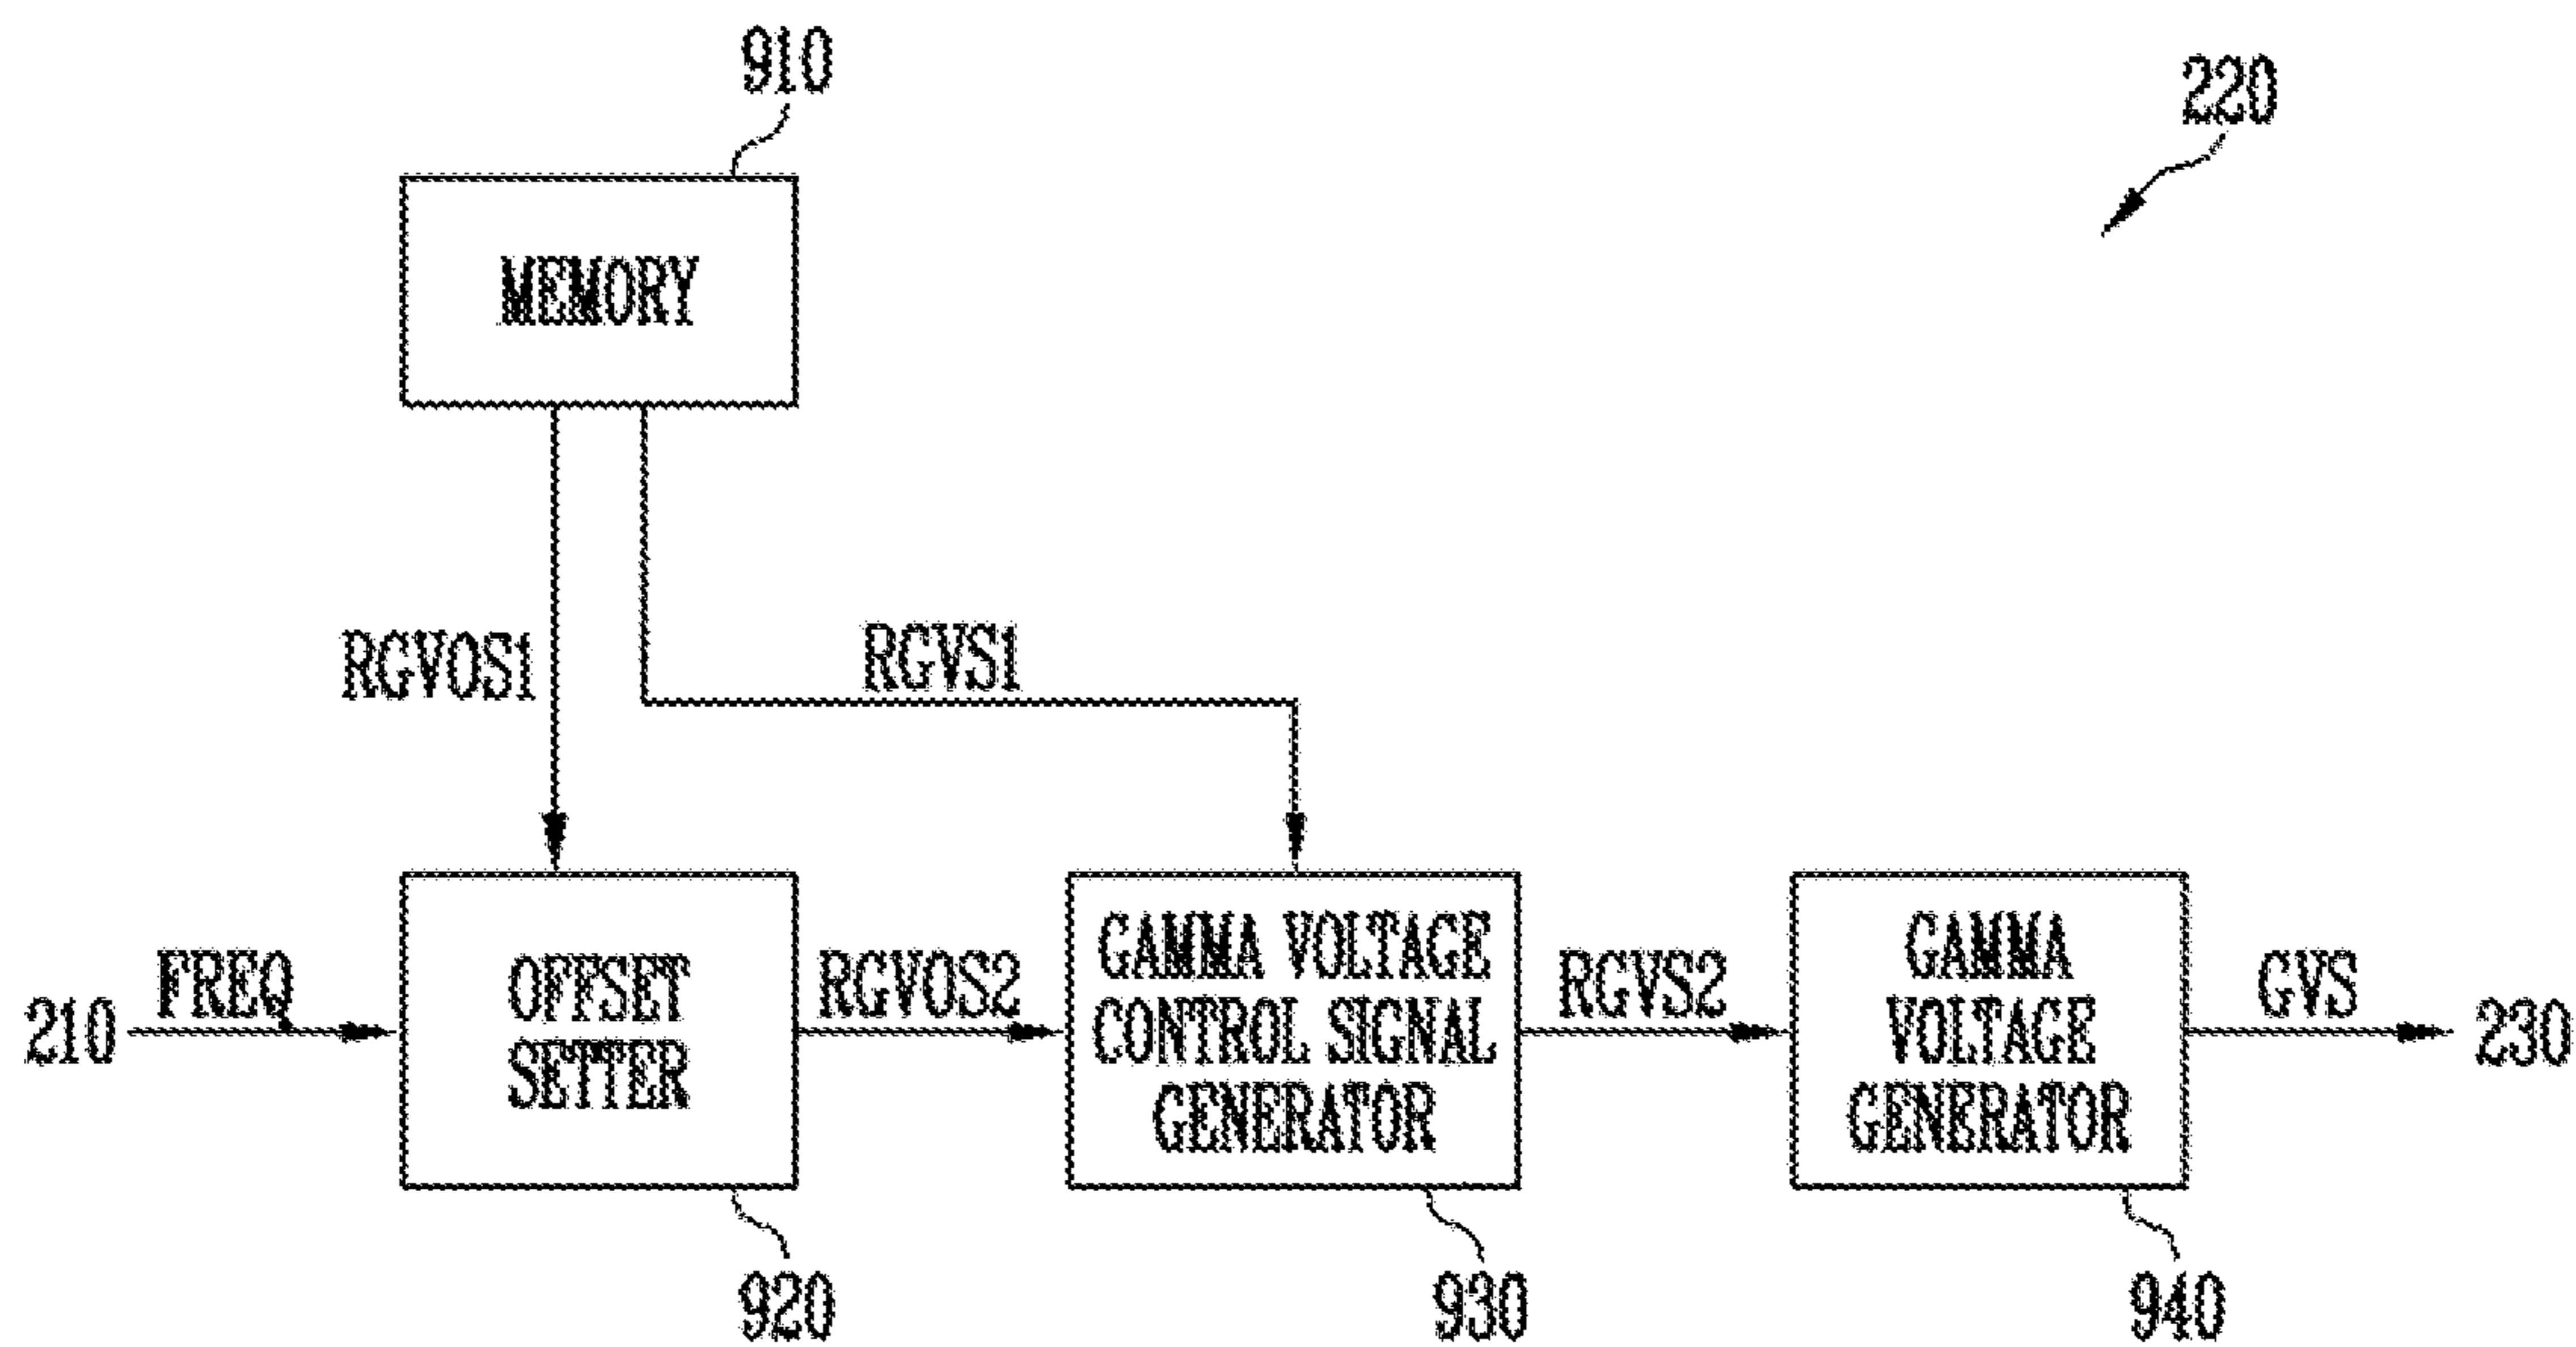 910
220
MEMORY
RGVOS1
RGVS1
210
FREQ
OFFSET
SETTER
RGVOS2
GAMMA VOLTAGE
CONTROL SIGNAL
GENERATOR
RGVS2
GAMMA
VOLTAGE
GENERATOR
GVS
230
920
930
940